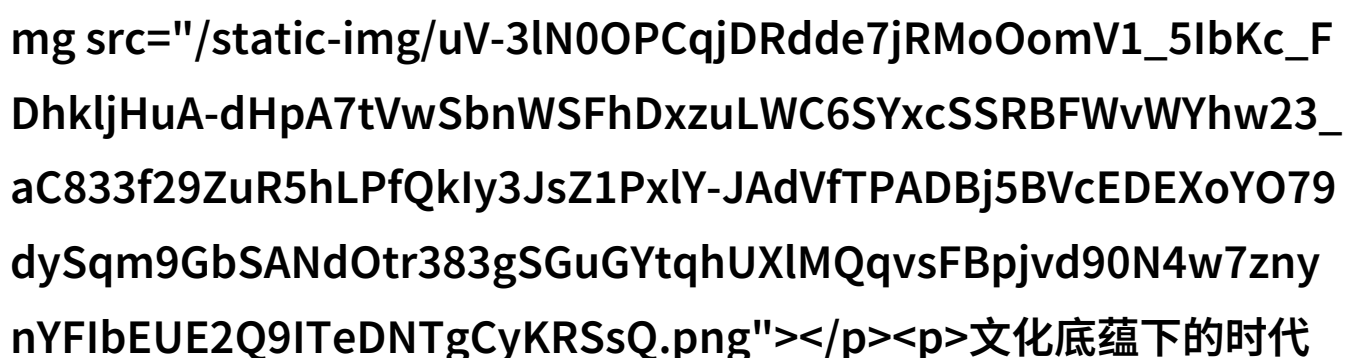 mg src="/static-img/uV-3lN0OPCqjDRdde7jRMoOomV1_5IbKc_F
DhkljHuA-dHpA7tVwSbnWSFhDxzuLWC6SYxcSSRBFWvWYhw23_
aC833f29ZuR5hLPfQkIy3JsZ1PxlY-JAdVfTPADBj5BVcEDEXoYO79
dySqm9GbSANdOtr383gSGuGYtqhUXlMQqvsFBpjvd90N4w7zny
nYFIbEUE2Q9ITeDNTgCyKRSsQ.png"></p><p>文化底蕴下的时代